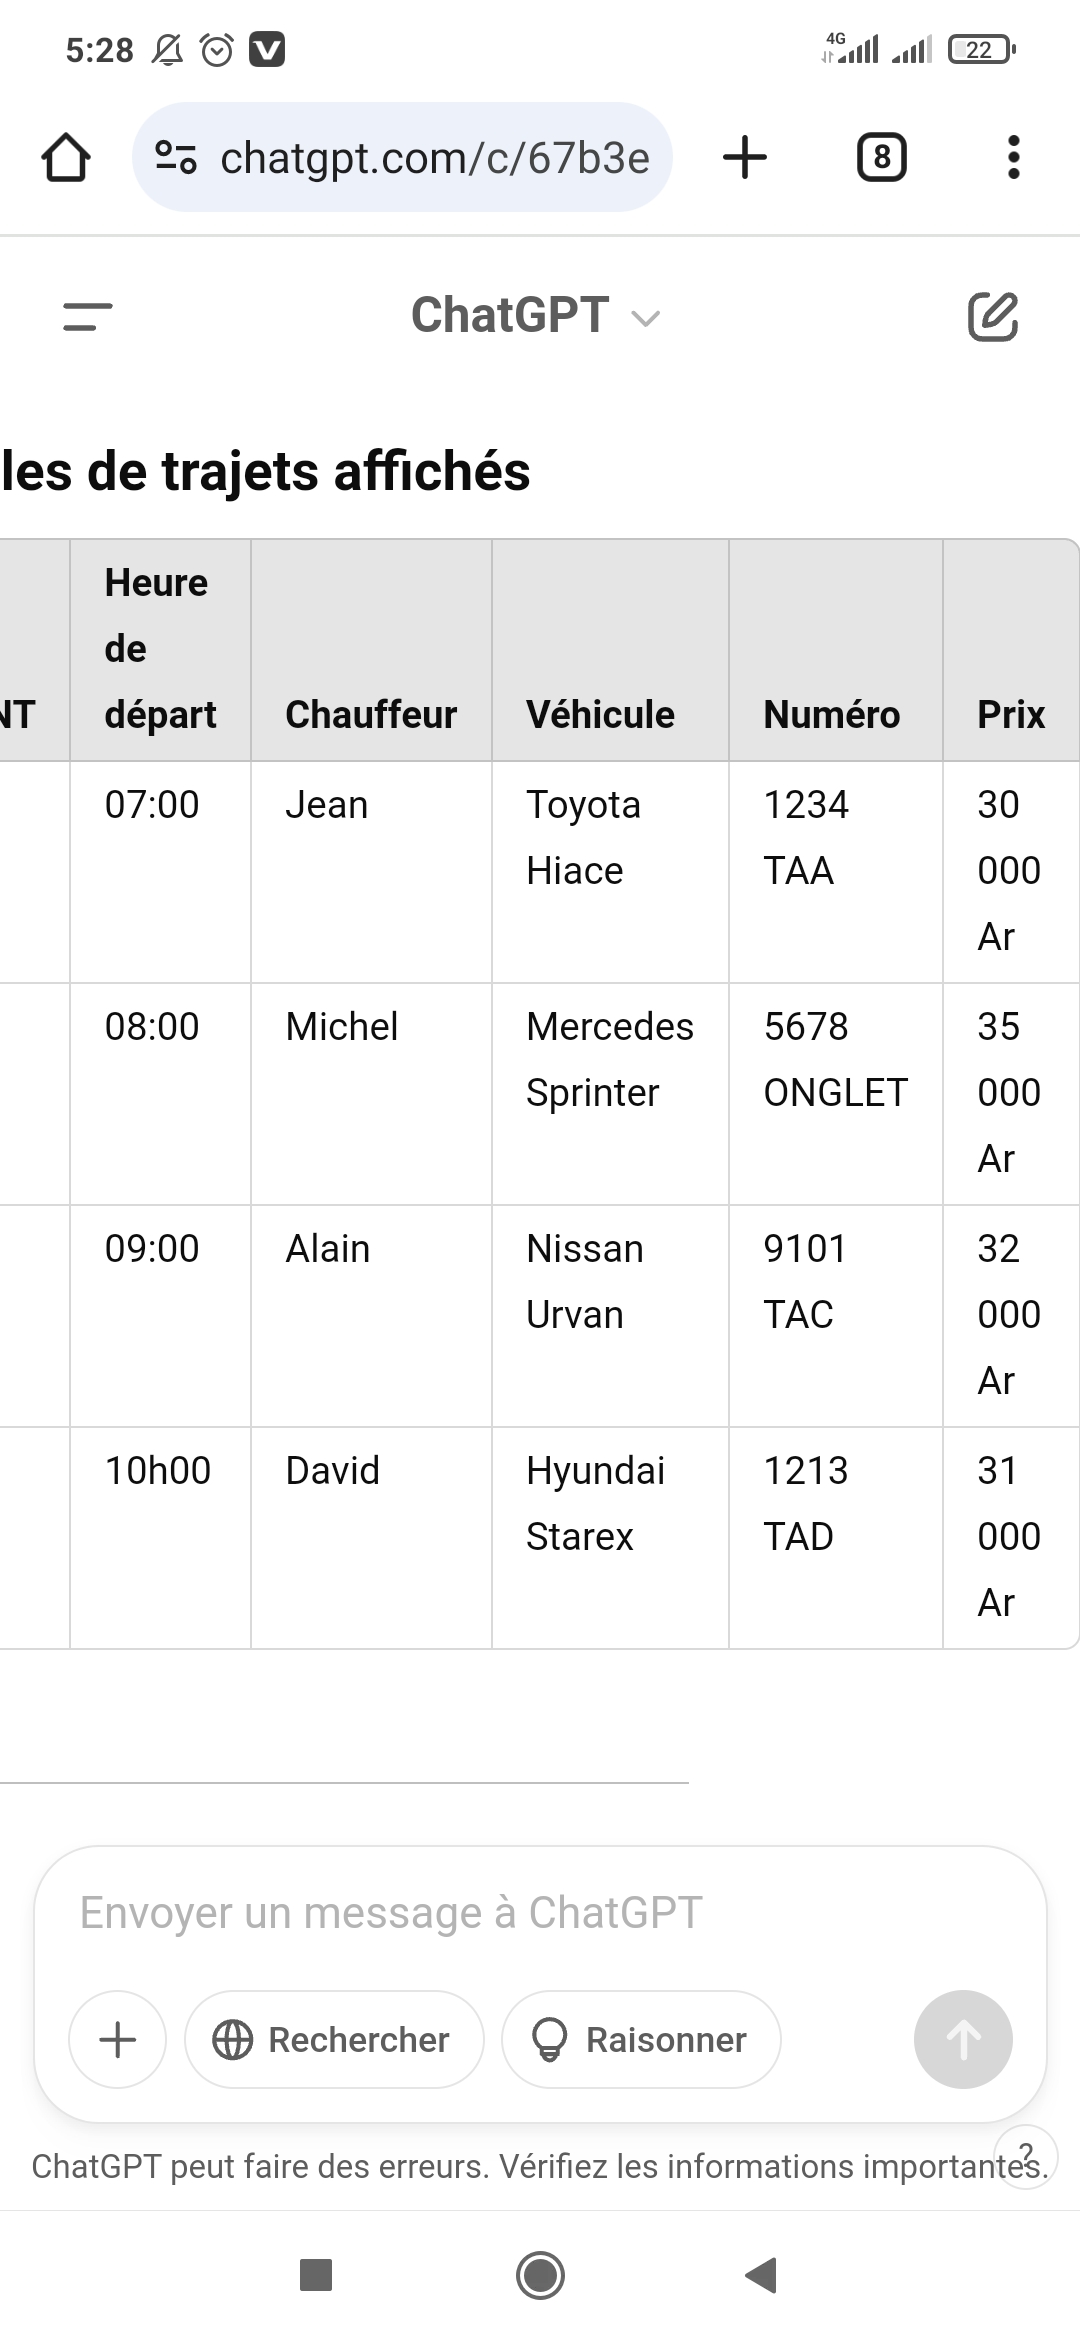 5:28
4G
22
chatgpt.com/c/67b3e
8
ChatGPT
les de trajets affichés
NT
Heure
de
départ
Chauffeur
Véhicule
Numéro
Prix
07:00
Jean
Toyota
Hiace
1234
TAA
30
000
Ar
08:00
Michel
Mercedes
Sprinter
5678
ONGLET
35
000
Ar
09:00
Alain
Nissan
Urvan
9101
TAC
32
000
Ar
10h00
David
Hyundai
Starex
1213
TAD
31
000
Ar
Envoyer un message à ChatGPT
Rechercher
Raisonner
ChatGPT peut faire des erreurs. Vérifiez les informations importantes.
?